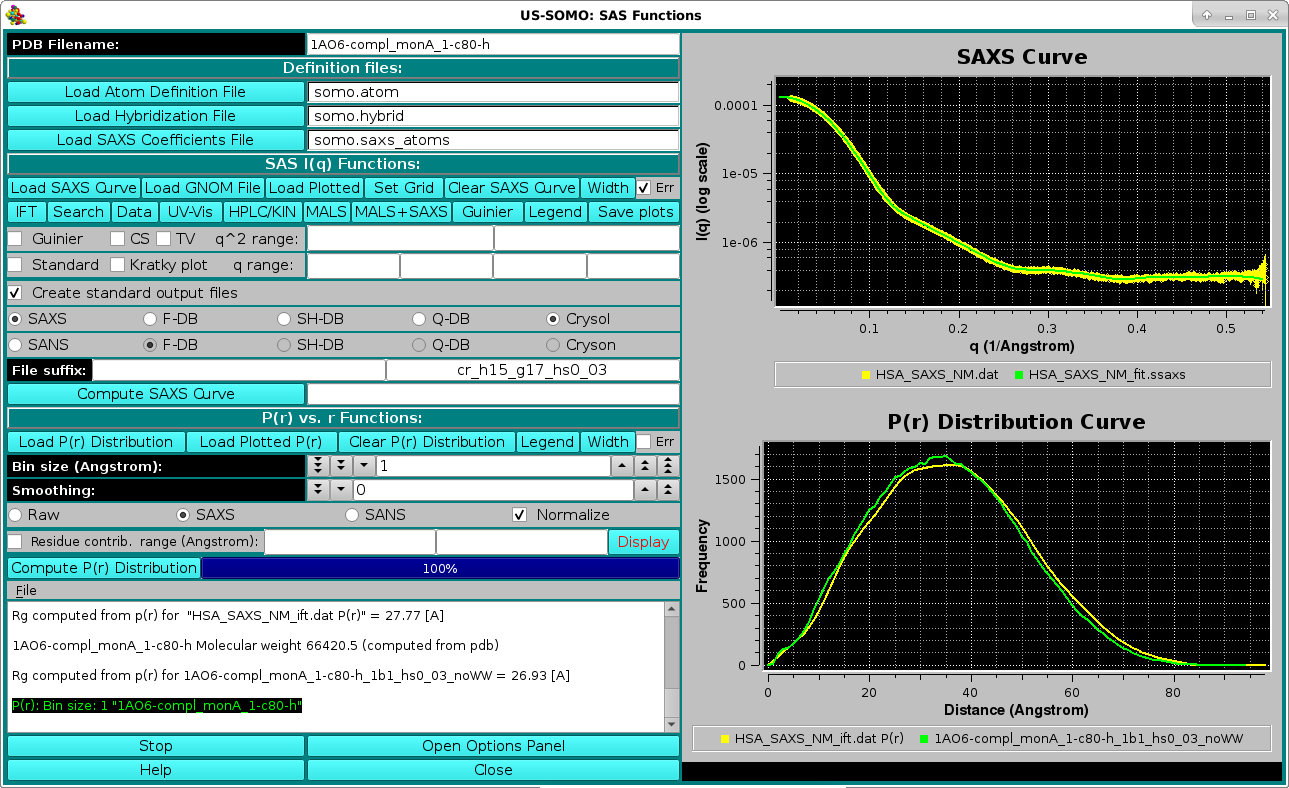 US-SOMO: SAS Functions
PDB Filename: 1AO6-compl_monA_1-c80-h
Definition files:
Load Atom Definition File somo.atom
Load Hybridization File somo.hybrid
Load SAXS Coefficients File somo.saxs_atoms
SAS I(q) Functions:
Load SAXS Curve Load GNOM File Load Plotted Set Grid Clear SAXS Curve Width Err
IFT Search Data UV-Vis HPLC/KIN MALS MALS+SAXS Guinier Legend Save plots
Guinier CS TV q^2 range:
Standard Kratky plot q range:
Create standard output files
SAXS F-DB SH-DB Q-DB Crysol
SANS F-DB SH-DB Q-DB Cryson
File suffix: cr_h15_g17_hs0_03
Compute SAXS Curve
P(r) vs. r Functions:
Load P(r) Distribution Load Plotted P(r) Clear P(r) Distribution Legend Width Err
Bin size (Angstrom): 1
Smoothing: 0
Raw SAXS SANS Normalize
Residue contrib. range (Angstrom): Display
Compute P(r) Distribution 100%
File
Rg computed from p(r) for "HSA_SAXS_NM_ift.dat P(r)" = 27.77 [A]
1AO6-compl_monA_1-c80-h Molecular weight 66420.5 (computed from pdb)
Rg computed from p(r) for 1AO6-compl_monA_1-c80-h_1b1_hs0_03_noWW = 26.93 [A]
P(r): Bin size: 1 "1AO6-compl_monA_1-c80-h"
Stop Open Options Panel
Help Close
SAXS Curve
I(q) (log scale)
0.0001
1e-05
1e-06
0.1 0.2 0.3 0.4 0.5
q (1/Angstrom)
HSA_SAXS_NM.dat HSA_SAXS_NM_fit.ssaxs
P(r) Distribution Curve
Frequency
1500
1000
500
0
0 20 40 60 80
Distance (Angstrom)
HSA_SAXS_NM_ift.dat P(r) 1AO6-compl_monA_1-c80-h_1b1_hs0_03_noWW